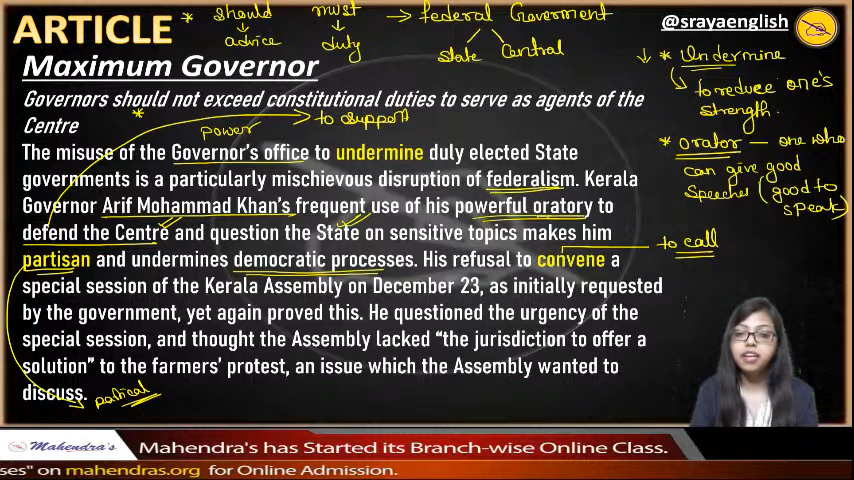 ARTICLE
* should must → federal Goverment
advice duty State Central
@srayaenglish
Maximum Governor
* Undermine
to reduce one's
strength.
Governors should not exceed constitutional duties to serve as agents of the
Centre
* power to support
* orator — one who
can give good
speeches (good to
speak)
The misuse of the Governor's office to undermine duly elected State
governments is a particularly mischievous disruption of federalism. Kerala
Governor Arif Mohammad Khan's frequent use of his powerful oratory to
defend the Centre and question the State on sensitive topics makes him
to call
partisan and undermines democratic processes. His refusal to convene a
special session of the Kerala Assembly on December 23, as initially requested
by the government, yet again proved this. He questioned the urgency of the
special session, and thought the Assembly lacked “the jurisdiction to offer a
solution” to the farmers’ protest, an issue which the Assembly wanted to
discuss.
Mahendra's
Mahendra's has Started its Branch-wise Online Class.
ses" on mahendras.org for Online Admission.